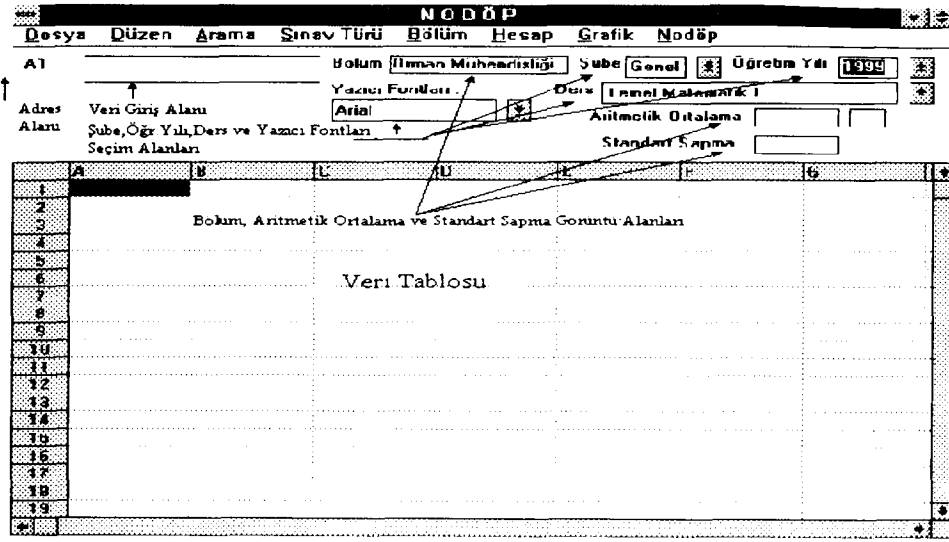 NODÖP
Dosya Düzen Arama Sınav Türü Bölüm Hesap Grafik Nodöp
A1 Bölüm Orman Mühendisliği Şube Genel Öğretim Yılı 1999
Yazıcı Fontları: Ders Temel Matematik I
Adres Alanı
Veri Giriş Alanı
Arial
Aritmetik Ortalama
Şube,Öğr Yılı,Ders ve Yazıcı Fontları
Seçim Alanları
Standart Sapma
A B C D E F G
1
2
Bolum, Aritmetik Ortalama ve Standart Sapma Goruntu Alanları
3
4
5
6
Veri Tablosu
7
8
9
10
11
12
13
14
15
16
17
18
19